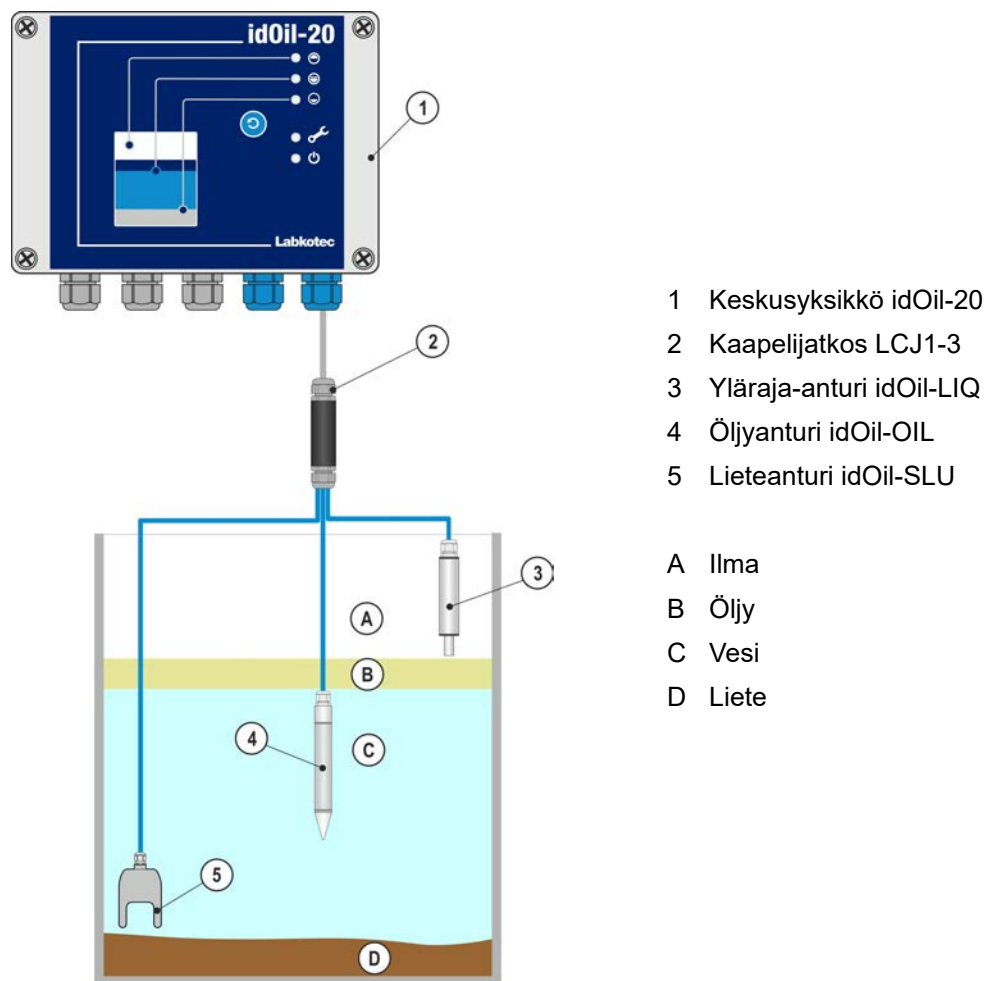 idOil-20
Labkotec
1
2
3
A
B
4
C
5
D
1 Keskusyksikkö idOil-20
2 Kaapelijatkos LCJ1-3
3 Yläraja-anturi idOil-LIQ
4 Öljyanturi idOil-OIL
5 Lieteanturi idOil-SLU
A Ilma
B Öljy
C Vesi
D Liete